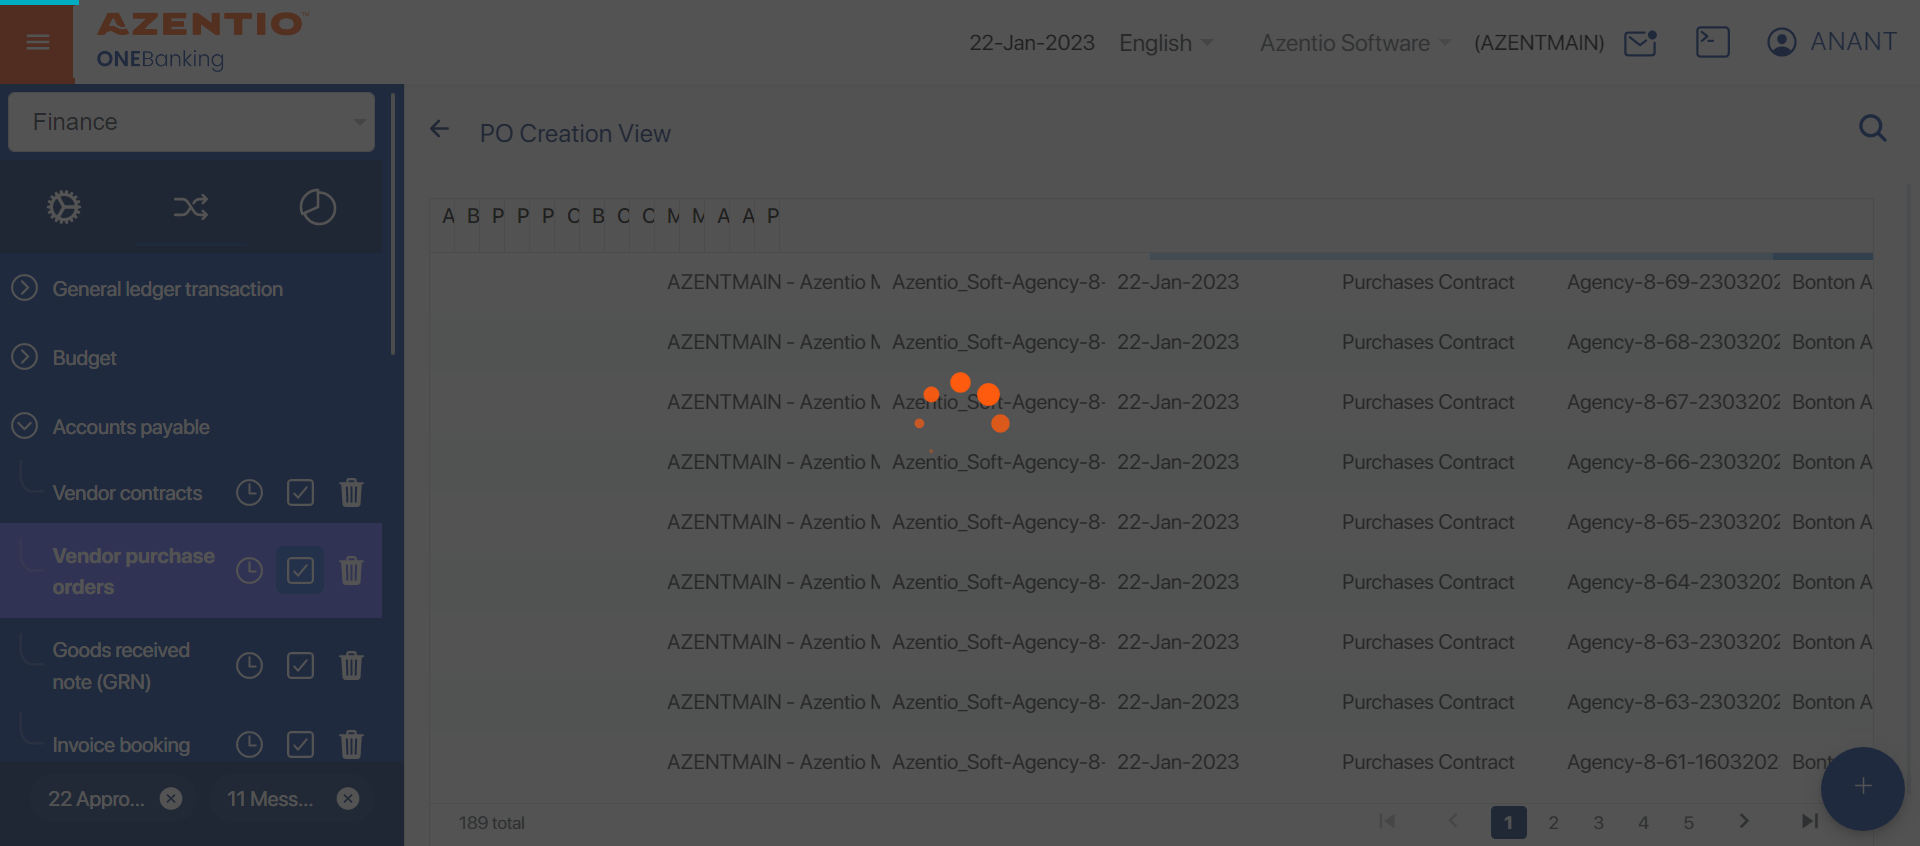 AZENTIO™
ONEBanking
22-Jan-2023 English Azentio Software (AZENTMAIN) ANANT
Finance
General ledger transaction
Budget
Accounts payable
Vendor contracts
Vendor purchase
orders
Goods received
note (GRN)
Invoice booking
22 Appro...
11 Mess...
PO Creation View
A B P P P C B C C M M A A P
AZENTMAIN - Azentio M Azentio_Soft-Agency-8- 22-Jan-2023 Purchases Contract Agency-8-69-2303202 Bonton A
AZENTMAIN - Azentio M Azentio_Soft-Agency-8- 22-Jan-2023 Purchases Contract Agency-8-68-2303202 Bonton A
AZENTMAIN - Azentio M Azentio_Soft-Agency-8- 22-Jan-2023 Purchases Contract Agency-8-67-2303202 Bonton A
AZENTMAIN - Azentio M Azentio_Soft-Agency-8- 22-Jan-2023 Purchases Contract Agency-8-66-2303202 Bonton A
AZENTMAIN - Azentio M Azentio_Soft-Agency-8- 22-Jan-2023 Purchases Contract Agency-8-65-2303202 Bonton A
AZENTMAIN - Azentio M Azentio_Soft-Agency-8- 22-Jan-2023 Purchases Contract Agency-8-64-2303202 Bonton A
AZENTMAIN - Azentio M Azentio_Soft-Agency-8- 22-Jan-2023 Purchases Contract Agency-8-63-2303202 Bonton A
AZENTMAIN - Azentio M Azentio_Soft-Agency-8- 22-Jan-2023 Purchases Contract Agency-8-63-2303202 Bonton A
AZENTMAIN - Azentio M Azentio_Soft-Agency-8- 22-Jan-2023 Purchases Contract Agency-8-61-1603202 Bont
189 total
1 2 3 4 5